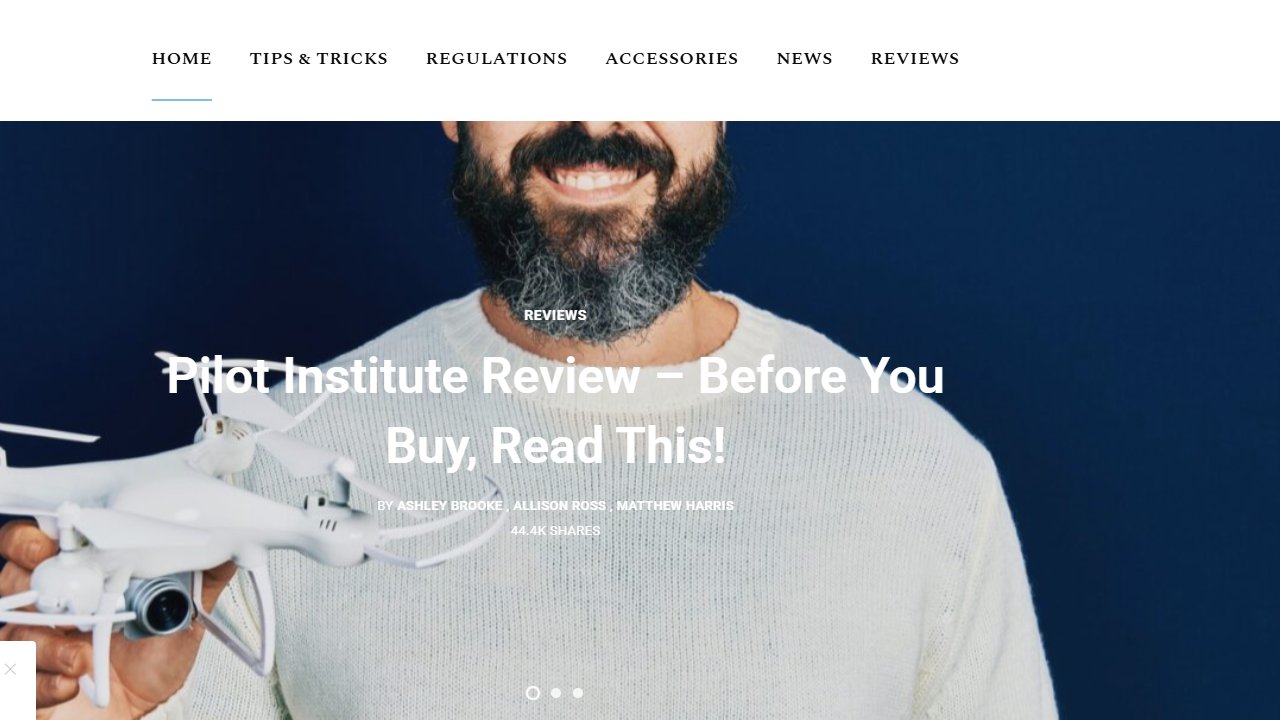 HOME TIPS & TRICKS REGULATIONS ACCESSORIES NEWS REVIEWS
REVIEWS
Pilot Institute Review – Before You
Buy, Read This!
BY ASHLEY BROOKE , ALLISON ROSS , MATTHEW HARRIS
44.4K SHARES